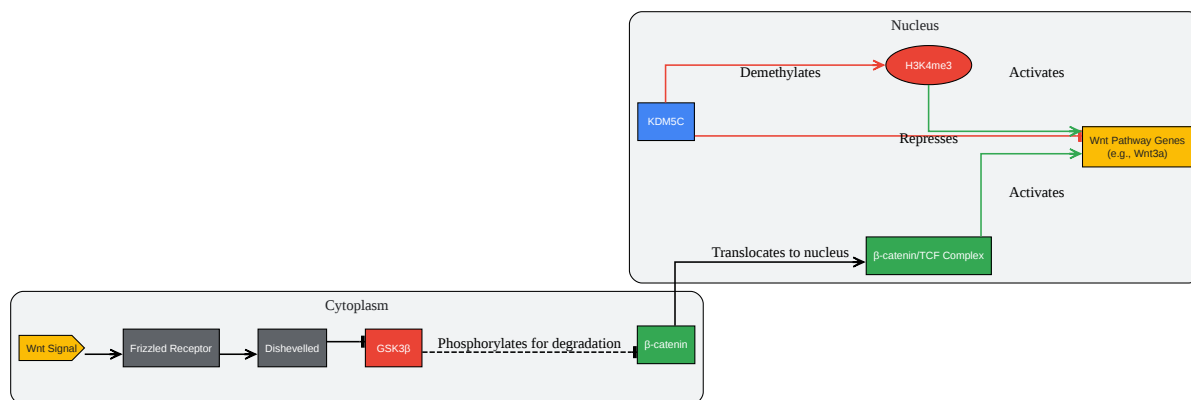 Nucleus
H3K4me3
Demethylates
Activates
KDM5C
Represses
Wnt Pathway Genes
(e.g., Wnt3a)
Activates
Translocates to nucleus
β-catenin/TCF Complex
Cytoplasm
Wnt Signal
Frizzled Receptor
Dishevelled
GSK3β
Phosphorylates for degradation
β-catenin